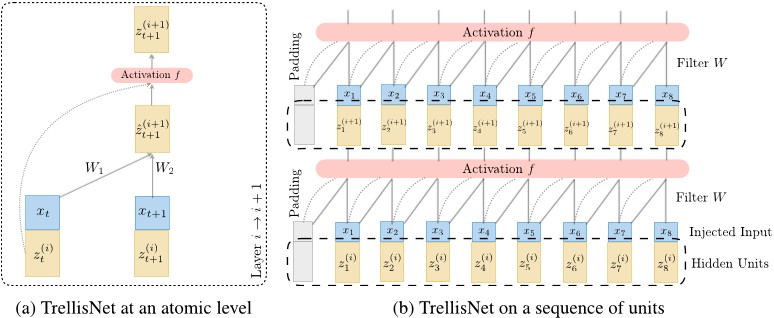 z_{t+1}^{(i+1)}
Activation f
ẑ_{t+1}^{(i+1)}
W_1
W_2
x_t
x_{t+1}
z_t^{(i)}
z_{t+1}^{(i)}
Layer i → i + 1
(a) TrellisNet at an atomic level
Activation f
Padding
Filter W
x_1 x_2 x_3 x_4 x_5 x_6 x_7 x_8
z_1^{(i+1)} z_2^{(i+1)} z_3^{(i+1)} z_4^{(i+1)} z_5^{(i+1)} z_6^{(i+1)} z_7^{(i+1)} z_8^{(i+1)}
Activation f
Padding
Filter W
x_1 x_2 x_3 x_4 x_5 x_6 x_7 x_8 Injected Input
z_1^{(i)} z_2^{(i)} z_3^{(i)} z_4^{(i)} z_5^{(i)} z_6^{(i)} z_7^{(i)} z_8^{(i)} Hidden Units
(b) TrellisNet on a sequence of units